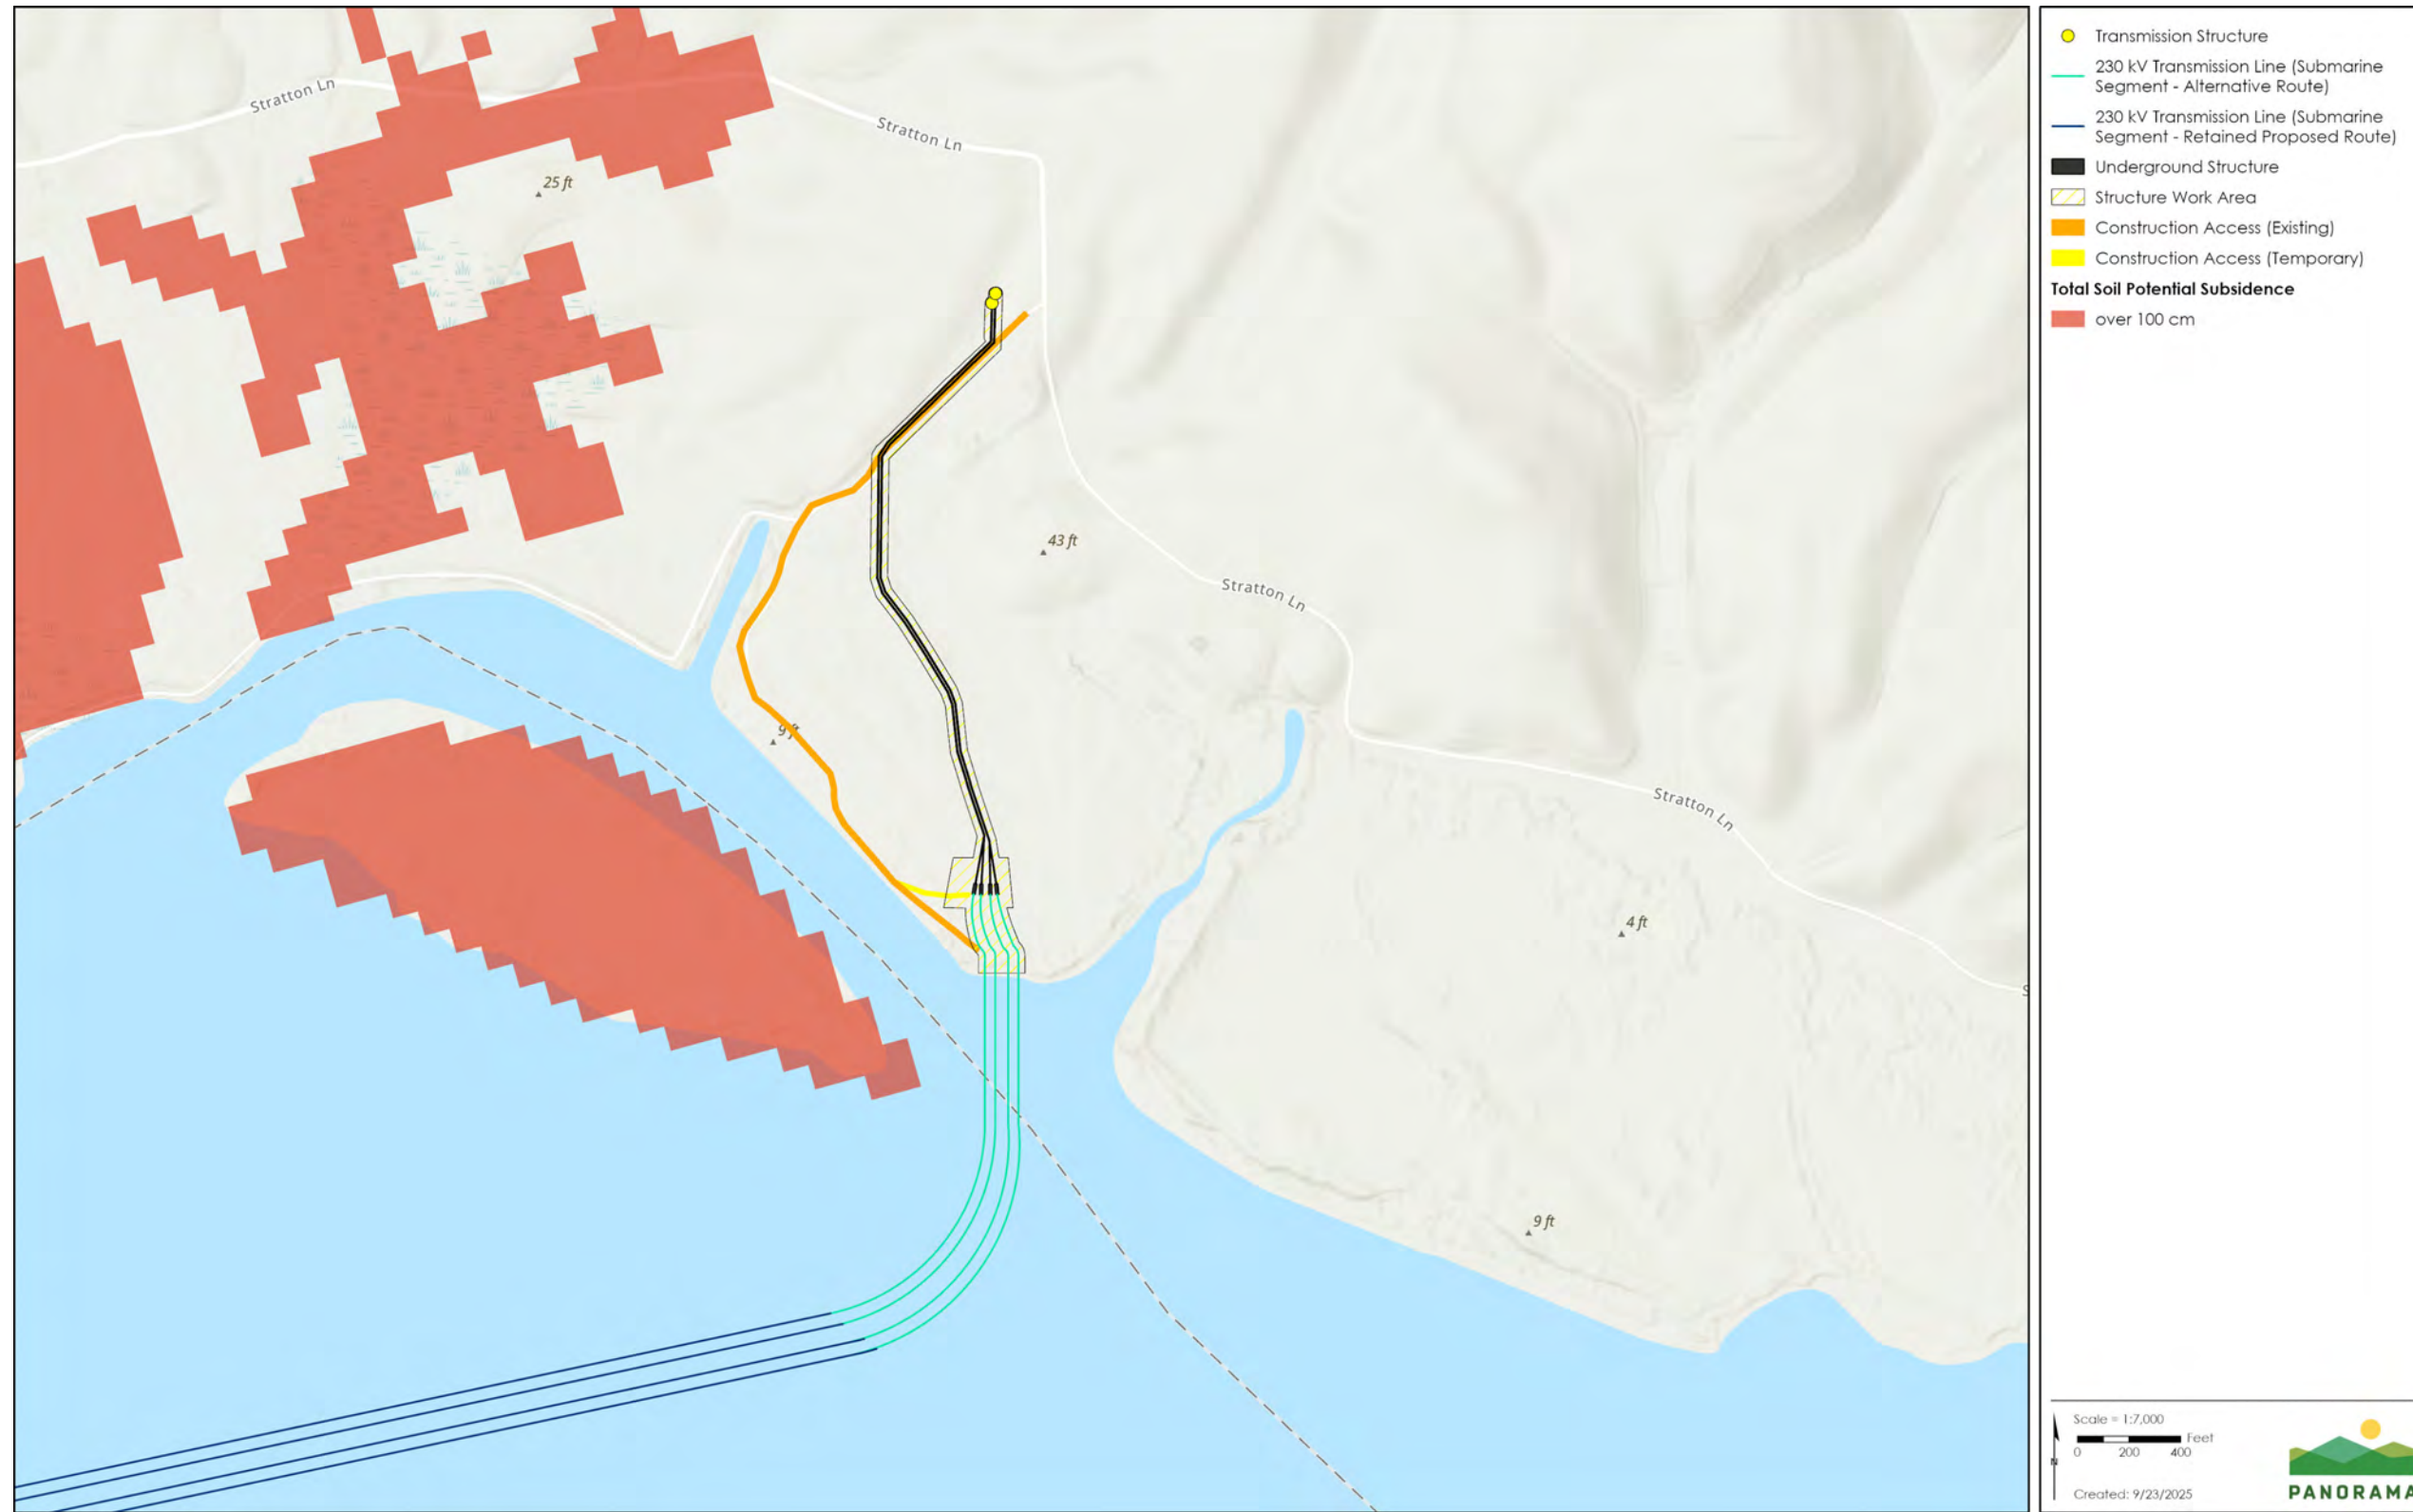 Stratton Ln
Stratton Ln
25 ft
43 ft
Stratton Ln
9 ft
Stratton Ln
4 ft
S
9 ft
Transmission Structure
230 kV Transmission Line (Submarine
Segment - Alternative Route)
230 kV Transmission Line (Submarine
Segment - Retained Proposed Route)
Underground Structure
Structure Work Area
Construction Access (Existing)
Construction Access (Temporary)
Total Soil Potential Subsidence
over 100 cm
Scale = 1:7,000
Feet
0 200 400
N
Created: 9/23/2025
PANORAMA